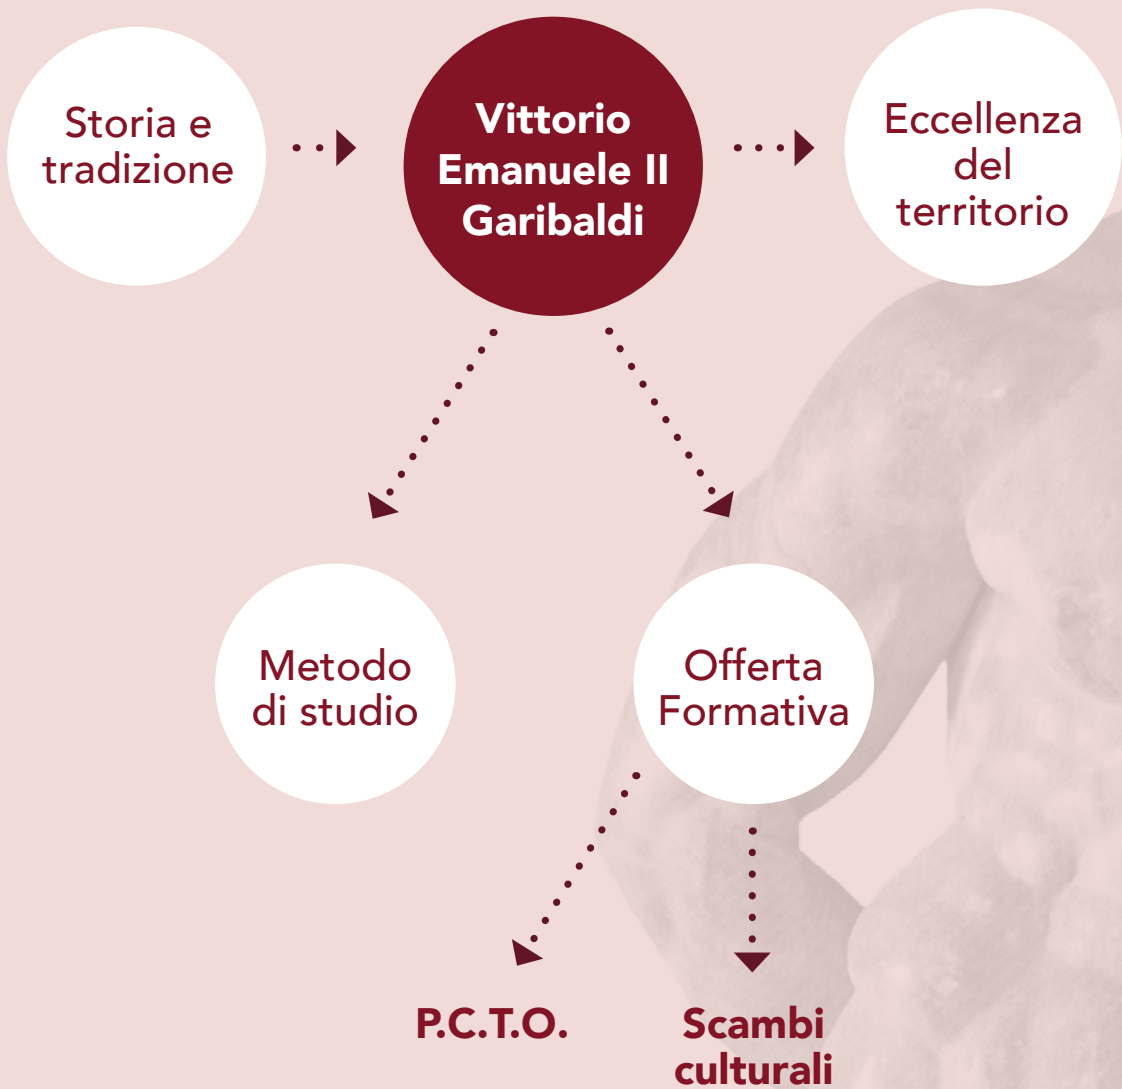 Storia e
tradizione
Vittorio
Emanuele II
Garibaldi
Eccellenza
del
territorio
Metodo
di studio
Offerta
Formativa
P.C.T.O.
Scambi
culturali